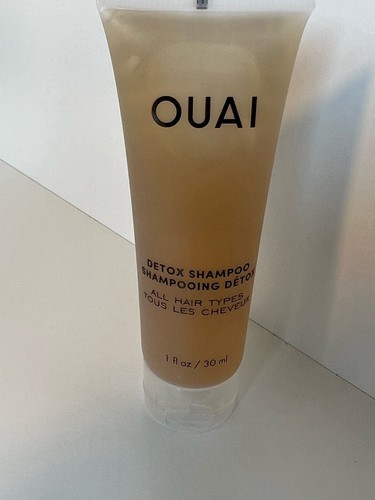 OUAI
DETOX SHAMPOO
SHAMPOOING DÉTOX
ALL HAIR TYPES
TOUS LES CHEVEUX
1 fl oz / 30 ml